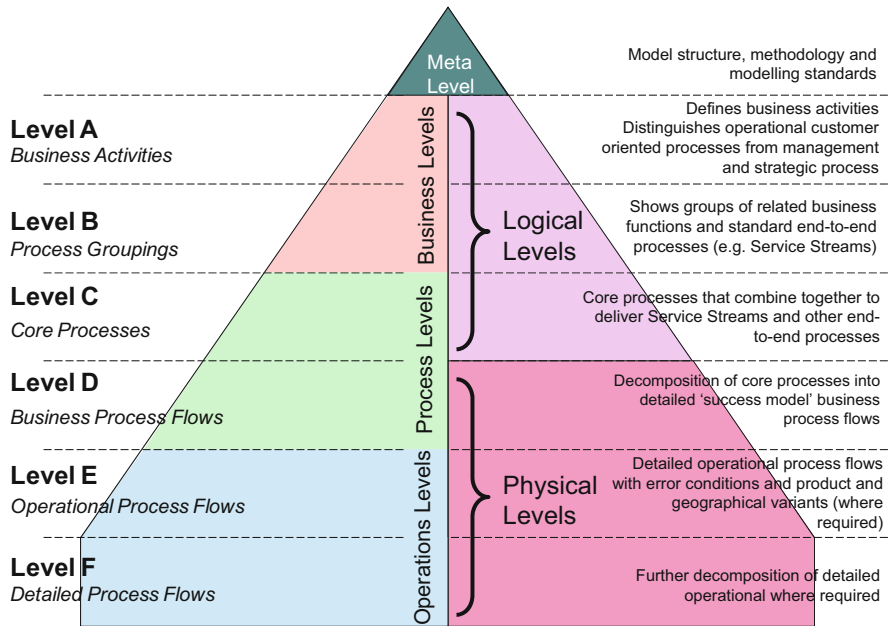 Meta
Level
Model structure, methodology and
modelling standards
Level A
Business Activities
Defines business activities
Distinguishes operational customer
oriented processes from management
and strategic process
Level B
Process Groupings
Shows groups of related business
functions and standard end-to-end
processes (e.g. Service Streams)
Business Levels
Logical
Levels
Level C
Core Processes
Core processes that combine together to
deliver Service Streams and other end-
to-end processes
Level D
Business Process Flows
Decomposition of core processes into
detailed ‘success model’ business
process flows
Process Levels
Level E
Operational Process Flows
Detailed operational process flows
with error conditions and product and
geographical variants (where
required)
Physical
Levels
Level F
Detailed Process Flows
Further decomposition of detailed
operational where required
Operations Levels